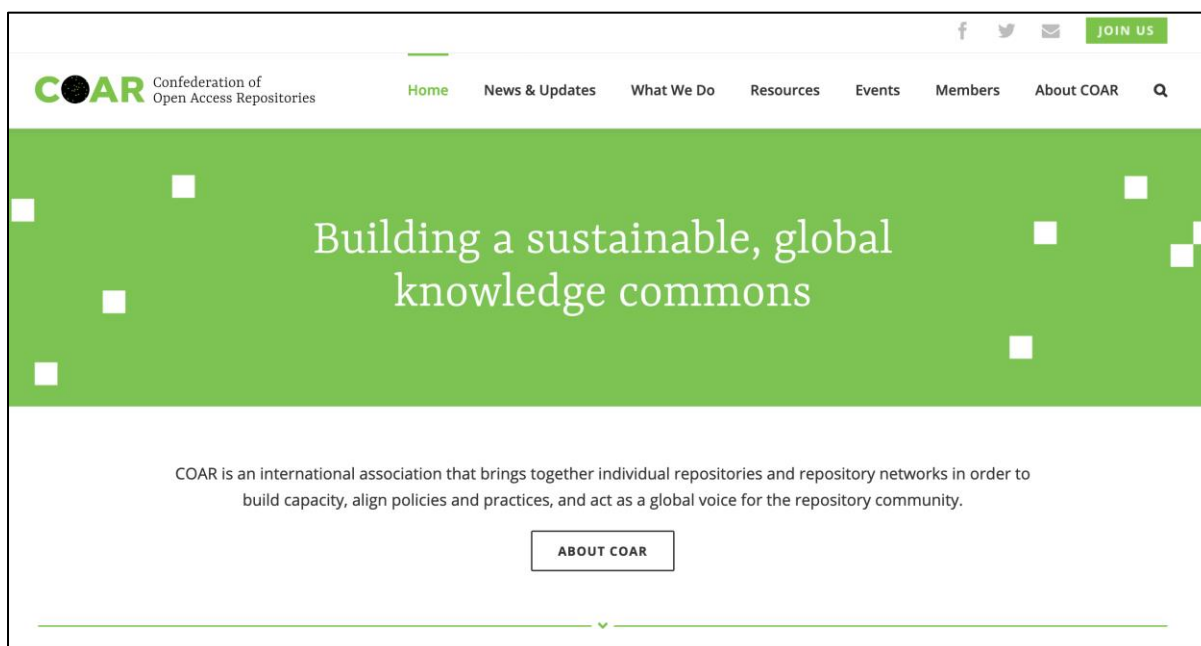 JOIN US
COAR Confederation of
Open Access Repositories
Home News & Updates What We Do Resources Events Members About COAR
Building a sustainable, global
knowledge commons
COAR is an international association that brings together individual repositories and repository networks in order to
build capacity, align policies and practices, and act as a global voice for the repository community.
ABOUT COAR